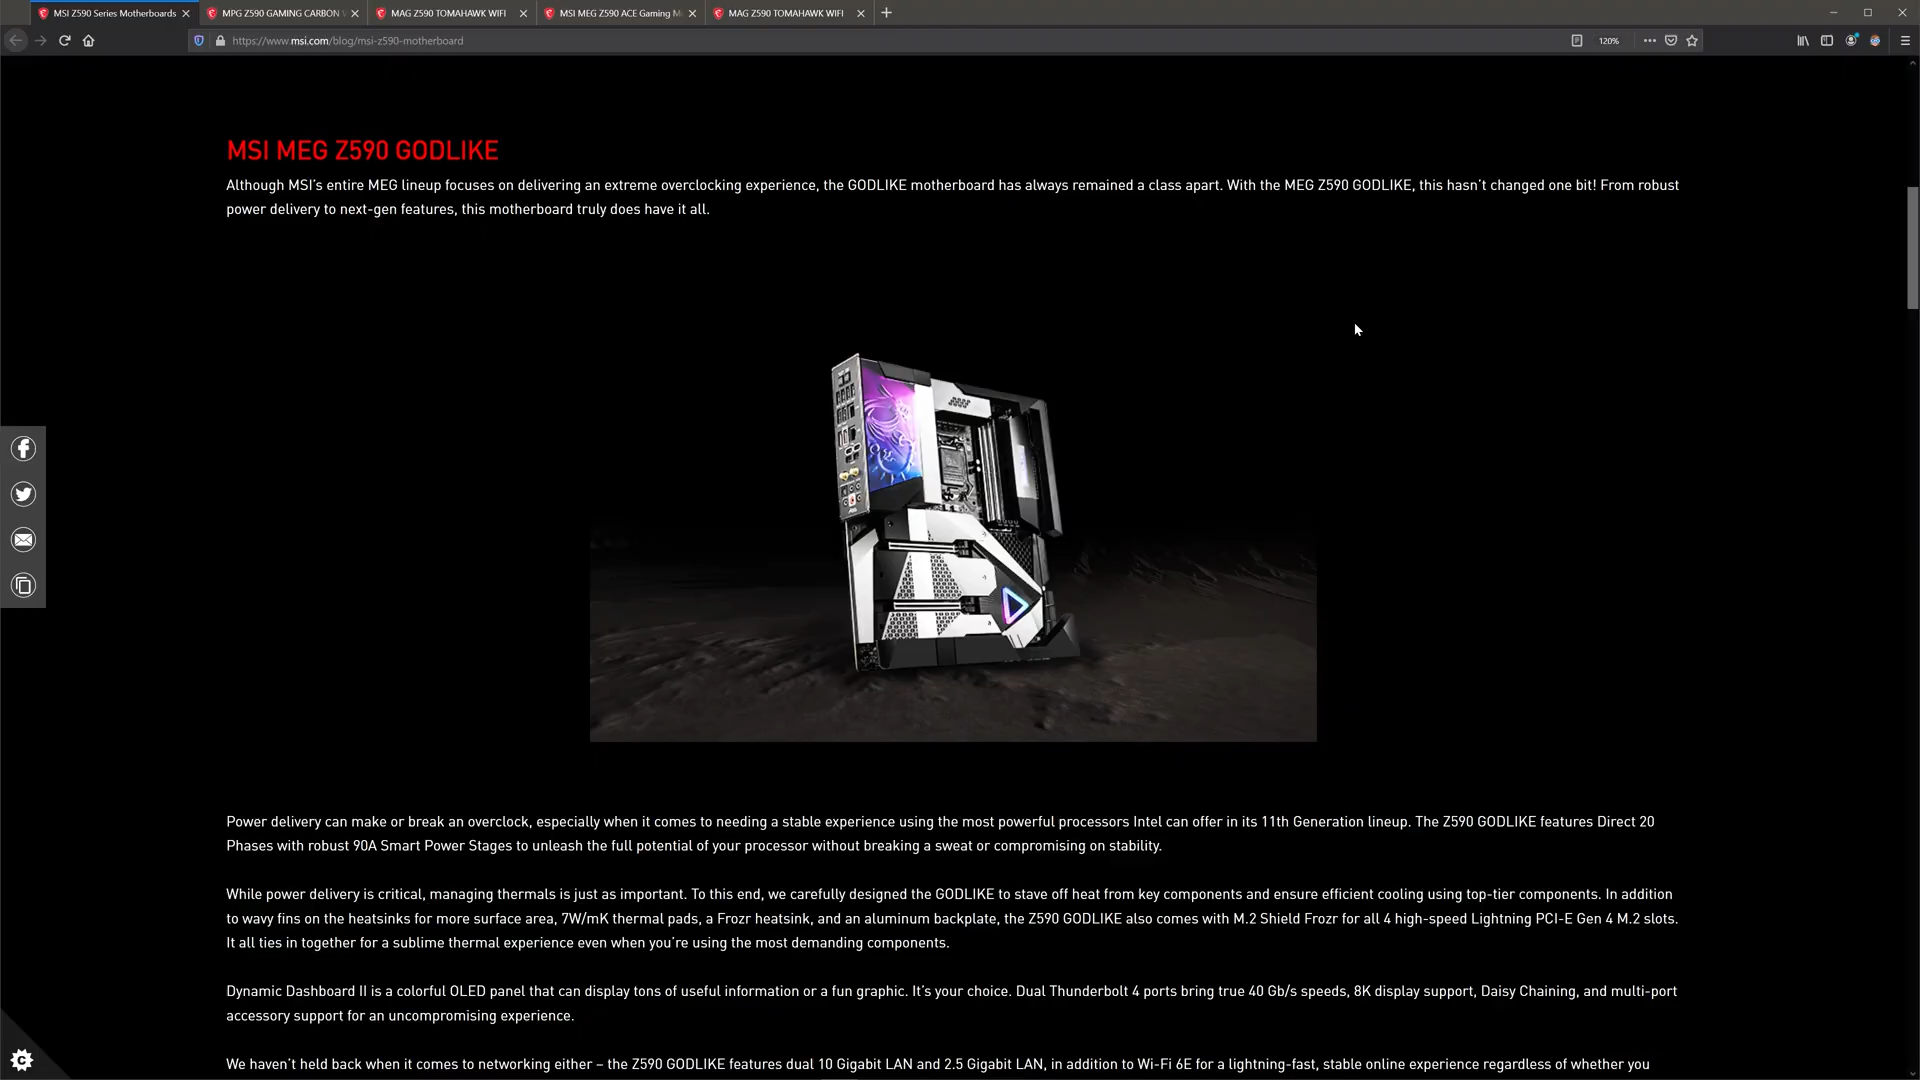 MSI Z590 Series Motherboards
MPG Z590 GAMING CARBON
MAG Z590 TOMAHAWK WIFI
MSI MEG Z590 ACE Gaming M
MAG Z590 TOMAHAWK WIFI
https://www.msi.com/blog/msi-z590-motherboard
120%
MSI MEG Z590 GODLIKE
Although MSI's entire MEG lineup focuses on delivering an extreme overclocking experience, the GODLIKE motherboard has always remained a class apart. With the MEG Z590 GODLIKE, this hasn't changed one bit! From robust
power delivery to next-gen features, this motherboard truly does have it all.
Power delivery can make or break an overclock, especially when it comes to needing a stable experience using the most powerful processors Intel can offer in its 11th Generation lineup. The Z590 GODLIKE features Direct 20
Phases with robust 90A Smart Power Stages to unleash the full potential of your processor without breaking a sweat or compromising on stability.
While power delivery is critical, managing thermals is just as important. To this end, we carefully designed the GODLIKE to stave off heat from key components and ensure efficient cooling using top-tier components. In addition
to wavy fins on the heatsinks for more surface area, 7W/mK thermal pads, a Frozr heatsink, and an aluminum backplate, the Z590 GODLIKE also comes with M.2 Shield Frozr for all 4 high-speed Lightning PCI-E Gen 4 M.2 slots.
It all ties in together for a sublime thermal experience even when you're using the most demanding components.
Dynamic Dashboard II is a colorful OLED panel that can display tons of useful information or a fun graphic. It's your choice. Dual Thunderbolt 4 ports bring true 40 Gb/s speeds, 8K display support, Daisy Chaining, and multi-port
accessory support for an uncompromising experience.
We haven't held back when it comes to networking either – the Z590 GODLIKE features dual 10 Gigabit LAN and 2.5 Gigabit LAN, in addition to Wi-Fi 6E for a lightning-fast, stable online experience regardless of whether you